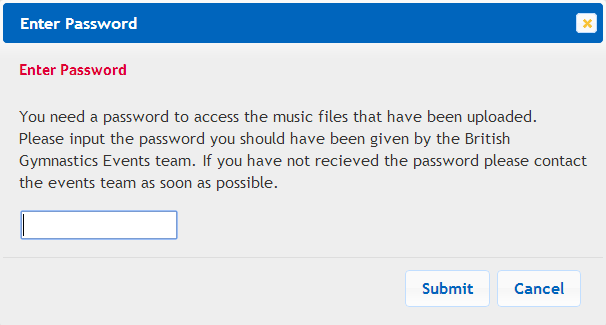 Enter Password
Enter Password
You need a password to access the music files that have been uploaded.
Please input the password you should have been given by the British
Gymnastics Events team. If you have not recieved the password please contact
the events team as soon as possible.
Submit Cancel